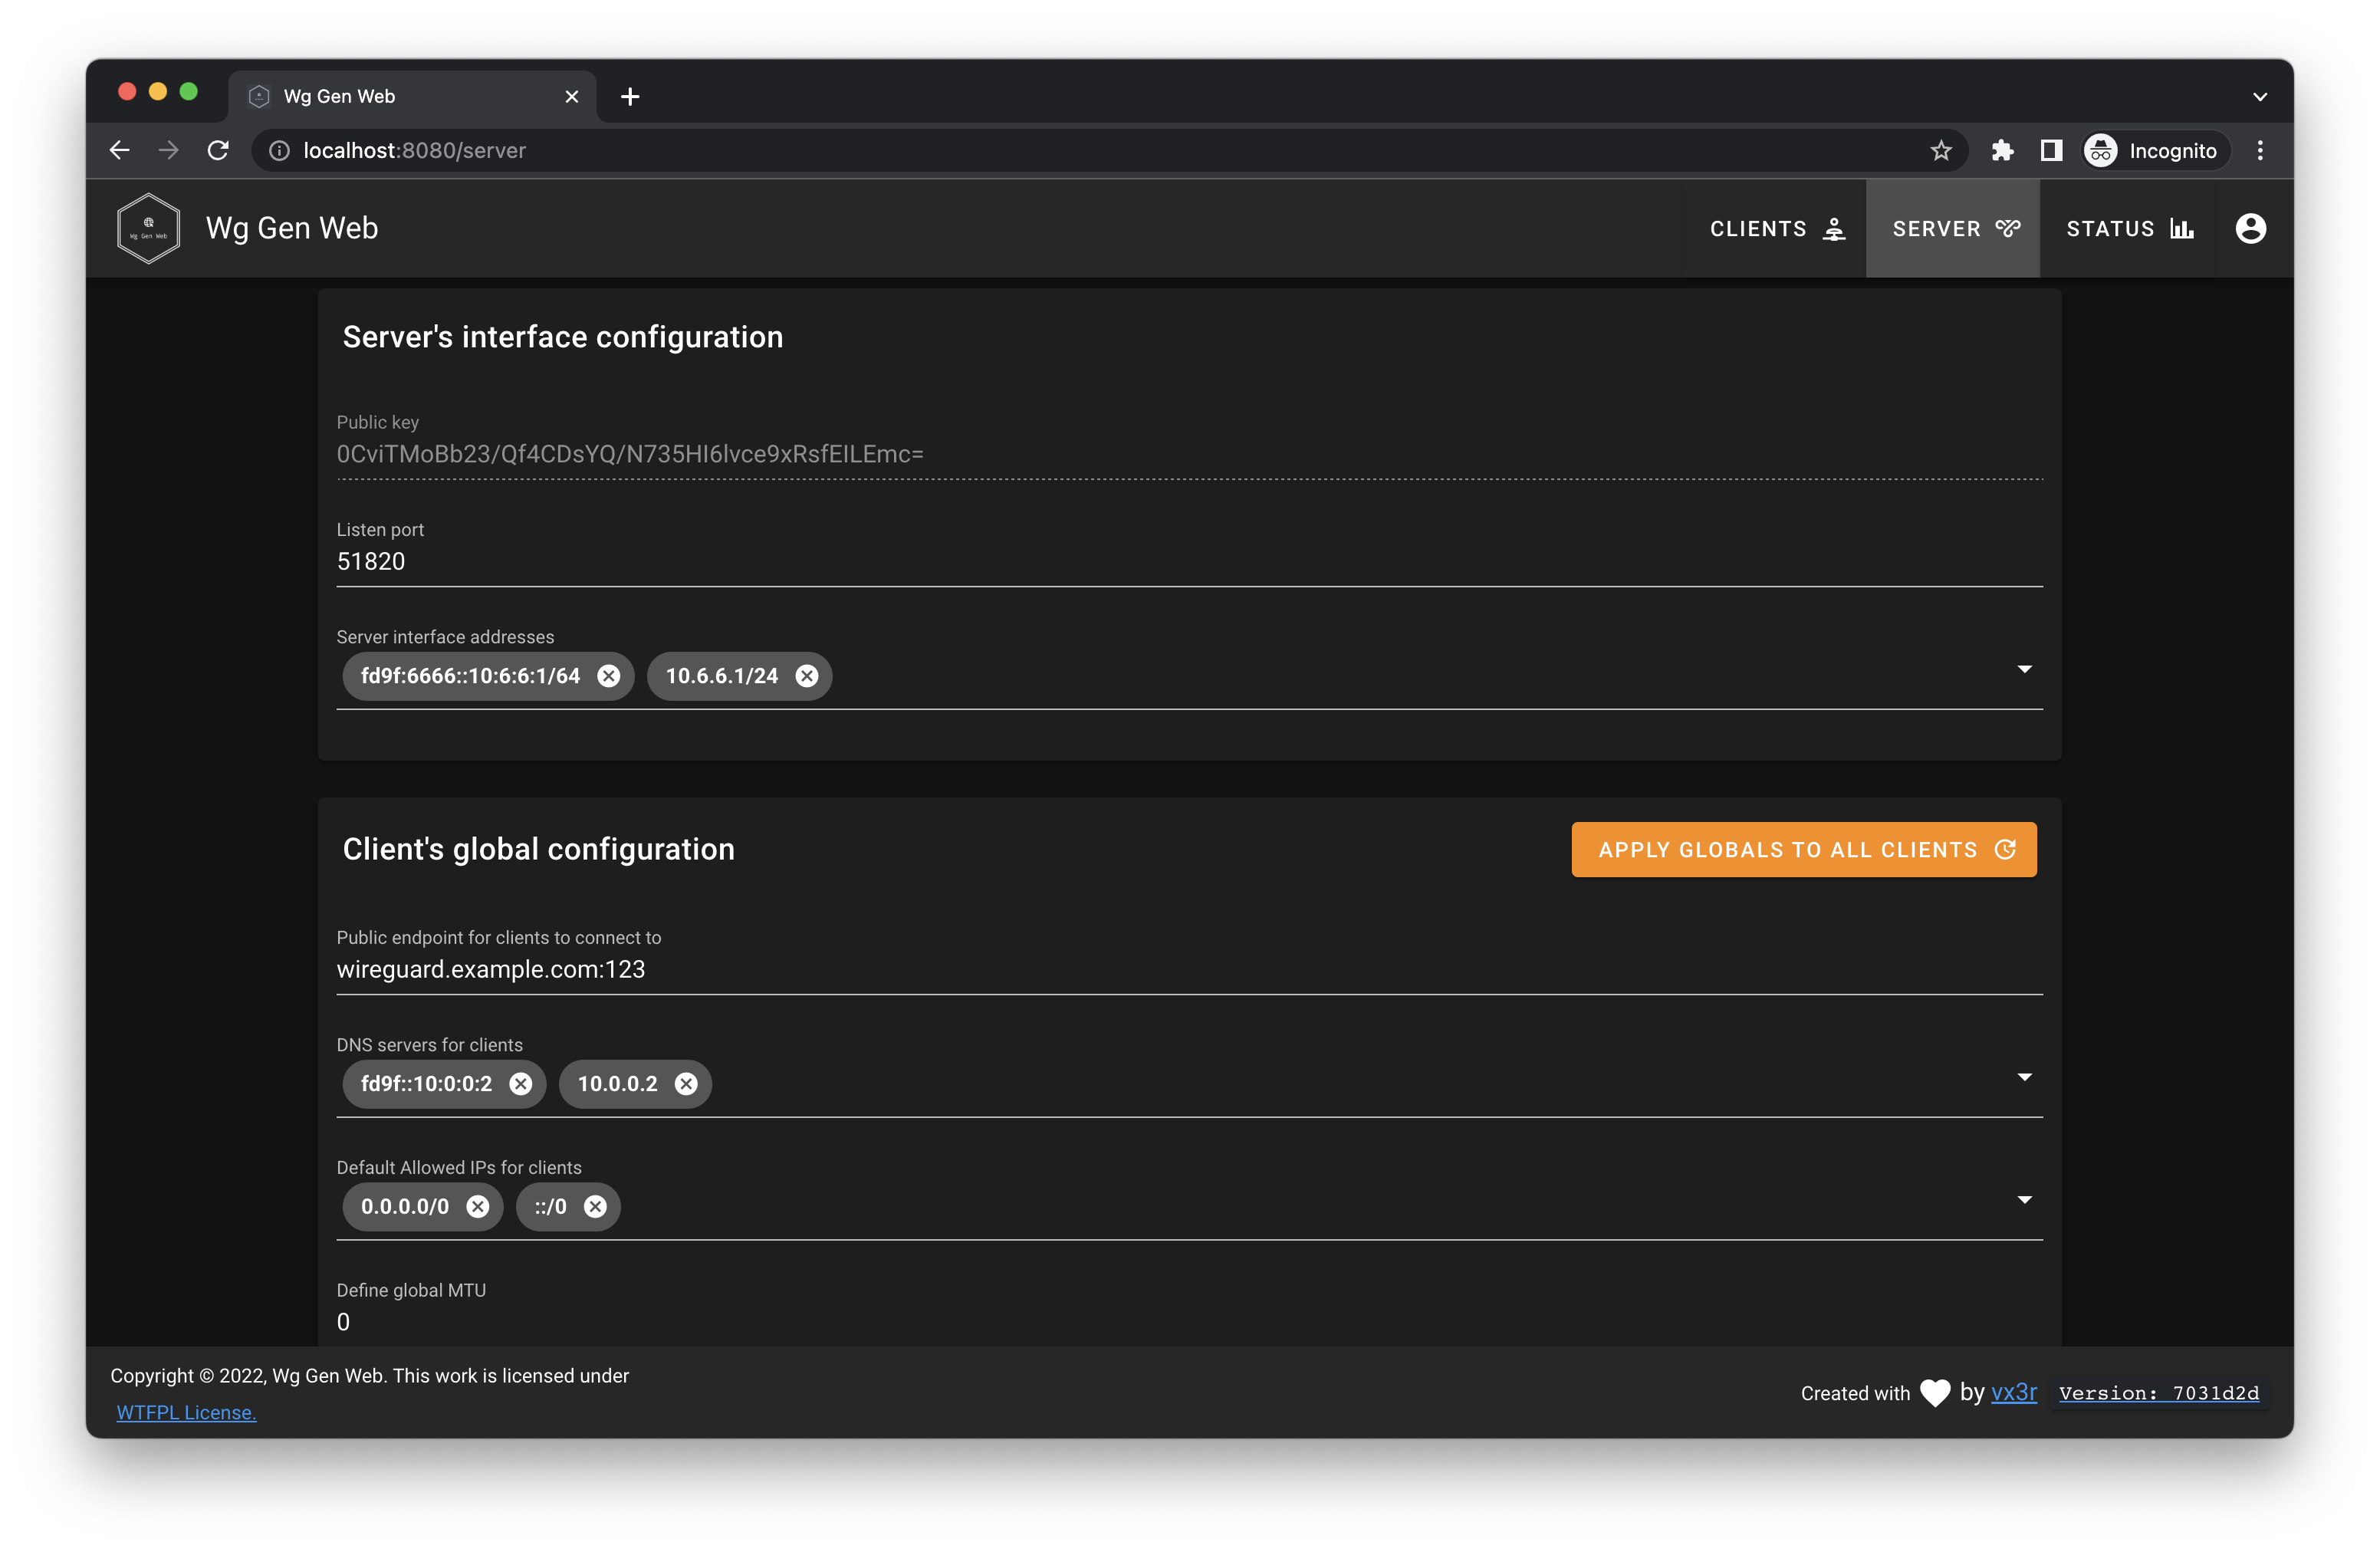 Wg Gen Web
localhost:8080/server
Incognito
Wg Gen Web
Wg Gen Web
CLIENTS
SERVER
STATUS
Server's interface configuration
Public key
0CviTMoBb23/Qf4CDsYQ/N735HI6lvce9xRsfEILEmc=
Listen port
51820
Server interface addresses
fd9f:6666::10:6:6:1/64 10.6.6.1/24
Client's global configuration
APPLY GLOBALS TO ALL CLIENTS
Public endpoint for clients to connect to
wireguard.example.com:123
DNS servers for clients
fd9f::10:0:0:2 10.0.0.2
Default Allowed IPs for clients
0.0.0.0/0 ::/0
Define global MTU
0
Copyright © 2022, Wg Gen Web. This work is licensed under
WTFPL License.
Created with by vx3r Version: 7031d2d